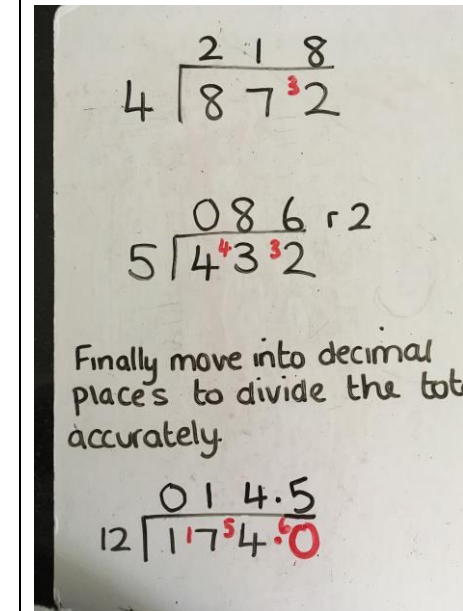 2 1 8
4 8 7 3 2
0 8 6 r 2
5 4 4 3 3 2
Finally move into decimal
places to divide the
accurately.
0 1 4 . 5
12 1 1 7 5 4 . 6 0